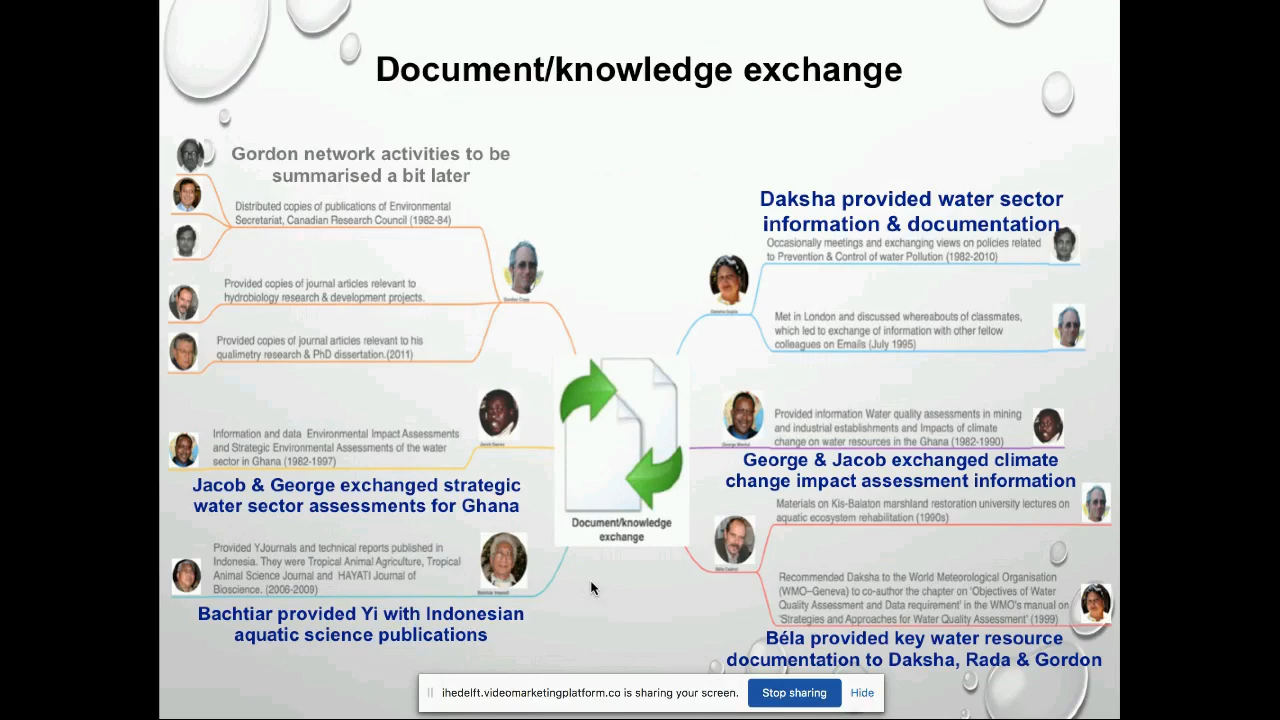 Document/knowledge exchange
Gordon network activities to be
summarised a bit later
Distributed copies of publications of Environmental
Secretariat, Canadian Research Council (1982-84)
Provided copies of journal articles relevant to
hydrobiology research & development projects.
Provided copies of journal articles relevant to his
qualimetry research & PhD dissertation.(2011)
Information and data Environmental Impact Assessments
and Strategic Environmental Assessments of the water
sector in Ghana (1982-1997)
Jacob & George exchanged strategic
water sector assessments for Ghana
Provided YJournals and technical reports published in
Indonesia. They were Tropical Animal Agriculture, Tropical
Animal Science Journal and HAYATI Journal of
Bioscience. (2006-2009)
Bachtiar provided Yi with Indonesian
aquatic science publications
Document/knowledge
exchange
Daksha provided water sector
information & documentation
Occasionally meetings and exchanging views on policies related
to Prevention & Control of water Pollution (1982-2010)
Met in London and discussed whereabouts of classmates,
which led to exchange of information with other fellow
colleagues on Emails (July 1995)
Provided information Water quality assessments in mining
and industrial establishments and Impacts of climate
change on water resources in the Ghana (1982-1990)
George & Jacob exchanged climate
change impact assessment information
Materials on Kis-Balaton marshland restoration university lectures on
aquatic ecosystem rehabilitation (1990s)
Recommended Daksha to the World Meteorological Organisation
(WMO–Geneva) to co-author the chapter on 'Objectives of Water
Quality Assessment and Data requirement' in the WMO's manual on
'Strategies and Approaches for Water Quality Assessment' (1999)
Béla provided key water resource
documentation to Daksha, Rada & Gordon
ihedelft.videomarketingplatform.co is sharing your screen.
Stop sharing
Hide